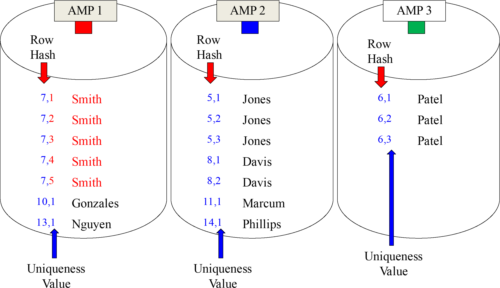 AMP 1
Row
Hash
7,1 Smith
7,2 Smith
7,3 Smith
7,4 Smith
7,5 Smith
10,1 Gonzales
13,1 Nguyen
Uniqueness
Value
AMP 2
Row
Hash
5,1 Jones
5,2 Jones
5,3 Jones
8,1 Davis
8,2 Davis
11,1 Marcum
14,1 Phillips
Uniqueness
Value
AMP 3
Row
Hash
6,1 Patel
6,2 Patel
6,3 Patel
Uniqueness
Value